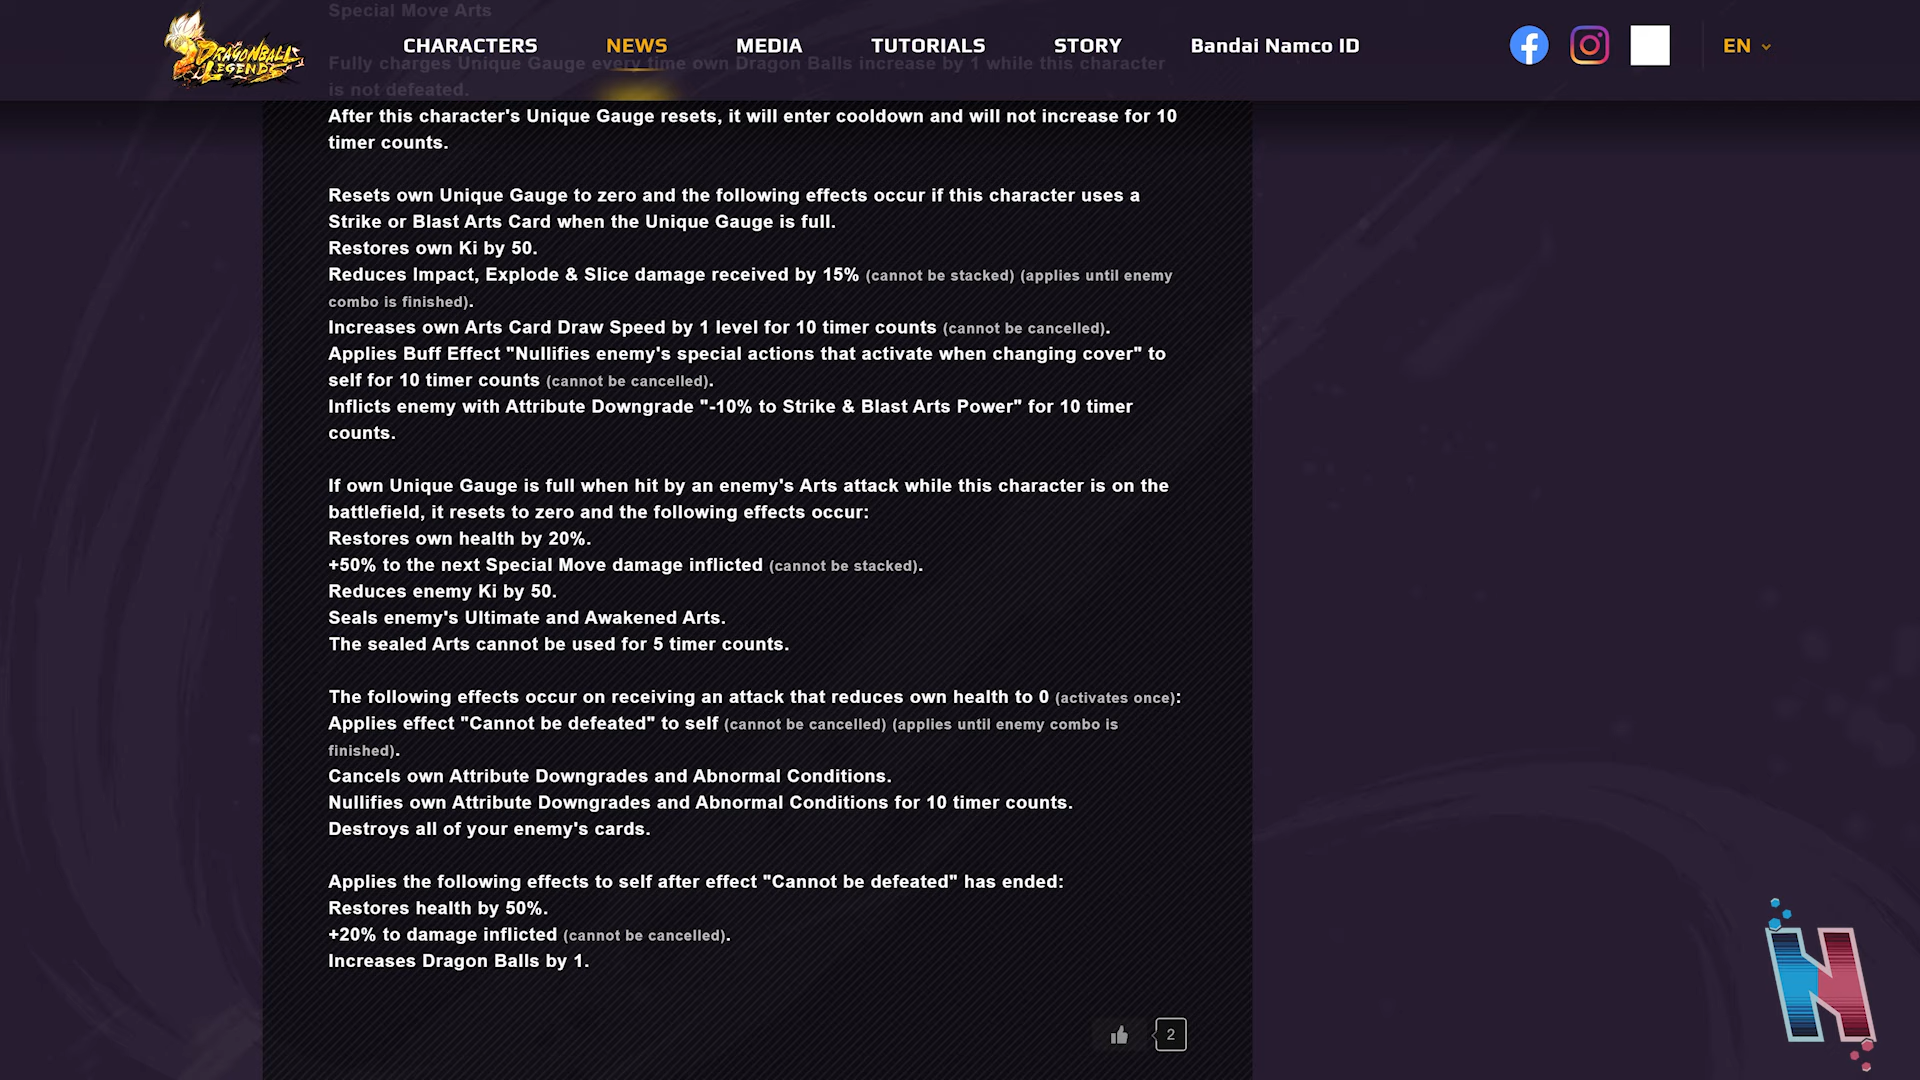 Special Move Arts
DRAGONBALL
LEGENDS
CHARACTERS
NEWS
MEDIA
TUTORIALS
STORY
Bandai Namco ID
EN
Fully charges Unique Gauge every time own Dragon Balls increase by 1 while this character
is not defeated.
After this character's Unique Gauge resets, it will enter cooldown and will not increase for 10
timer counts.
Resets own Unique Gauge to zero and the following effects occur if this character uses a
Strike or Blast Arts Card when the Unique Gauge is full.
Restores own Ki by 50.
Reduces Impact, Explode & Slice damage received by 15% (cannot be stacked) (applies until enemy
combo is finished).
Increases own Arts Card Draw Speed by 1 level for 10 timer counts (cannot be cancelled).
Applies Buff Effect "Nullifies enemy's special actions that activate when changing cover" to
self for 10 timer counts (cannot be cancelled).
Inflicts enemy with Attribute Downgrade "-10% to Strike & Blast Arts Power" for 10 timer
counts.
If own Unique Gauge is full when hit by an enemy's Arts attack while this character is on the
battlefield, it resets to zero and the following effects occur:
Restores own health by 20%.
+50% to the next Special Move damage inflicted (cannot be stacked).
Reduces enemy Ki by 50.
Seals enemy's Ultimate and Awakened Arts.
The sealed Arts cannot be used for 5 timer counts.
The following effects occur on receiving an attack that reduces own health to 0 (activates once):
Applies effect "Cannot be defeated" to self (cannot be cancelled) (applies until enemy combo is
finished).
Cancels own Attribute Downgrades and Abnormal Conditions.
Nullifies own Attribute Downgrades and Abnormal Conditions for 10 timer counts.
Destroys all of your enemy's cards.
Applies the following effects to self after effect "Cannot be defeated" has ended:
Restores health by 50%.
+20% to damage inflicted (cannot be cancelled).
Increases Dragon Balls by 1.
2
N